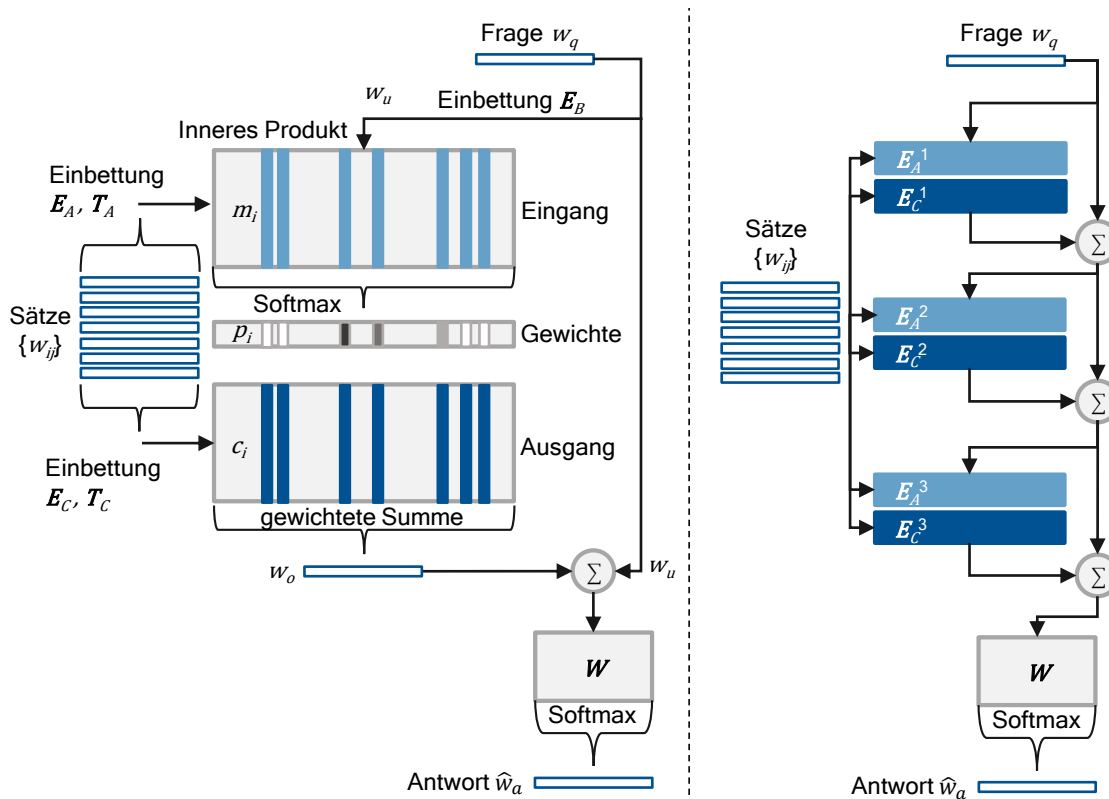 Frage w_q
w_u
Einbettung E_B
Inneres Produkt
Einbettung
E_A, T_A
m_i
Eingang
Softmax
Sätze
{w_ij}
p_i
Gewichte
c_i
Ausgang
Einbettung
E_C, T_C
gewichtete Summe
w_o
Σ
w_u
W
Softmax
Antwort ŵ_a
Frage w_q
E_A^1
E_C^1
Sätze
{w_ij}
Σ
E_A^2
E_C^2
Σ
E_A^3
E_C^3
Σ
W
Softmax
Antwort ŵ_a